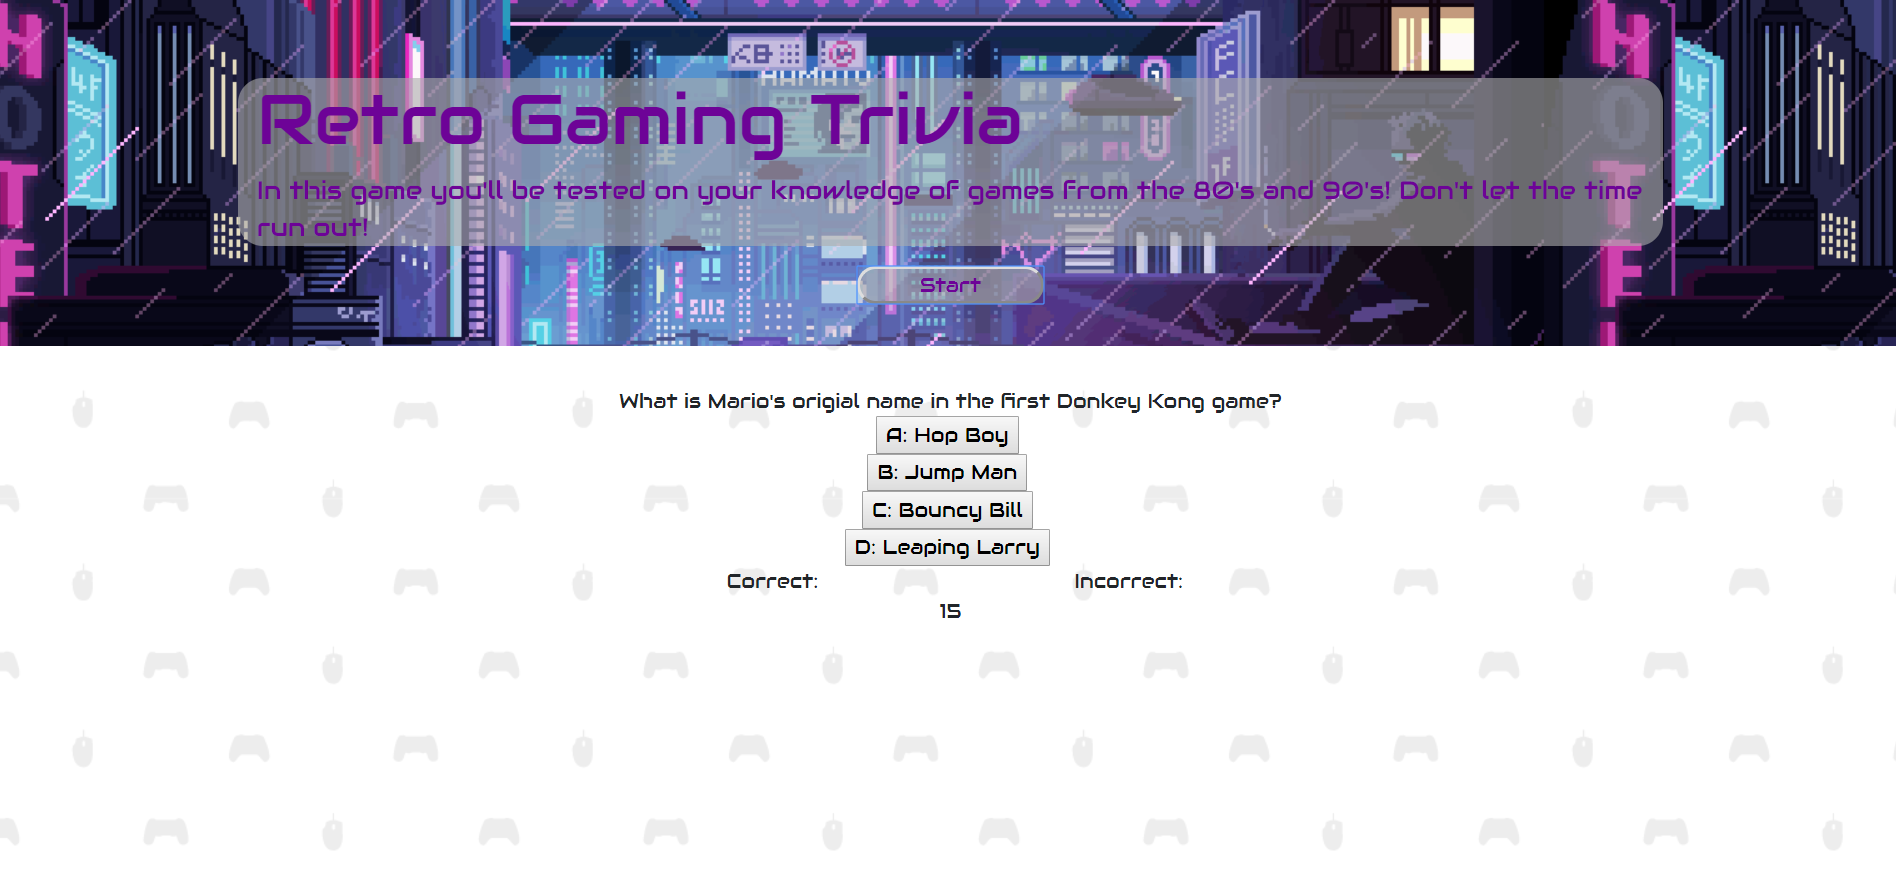 HOTEL
Retro Gaming Trivia
In this game you'll be tested on your knowledge of games from the 80's and 90's! Don't let the time
run out!
Start
What is Mario's origial name in the first Donkey Kong game?
A: Hop Boy
B: Jump Man
C: Bouncy Bill
D: Leaping Larry
Correct: Incorrect:
15